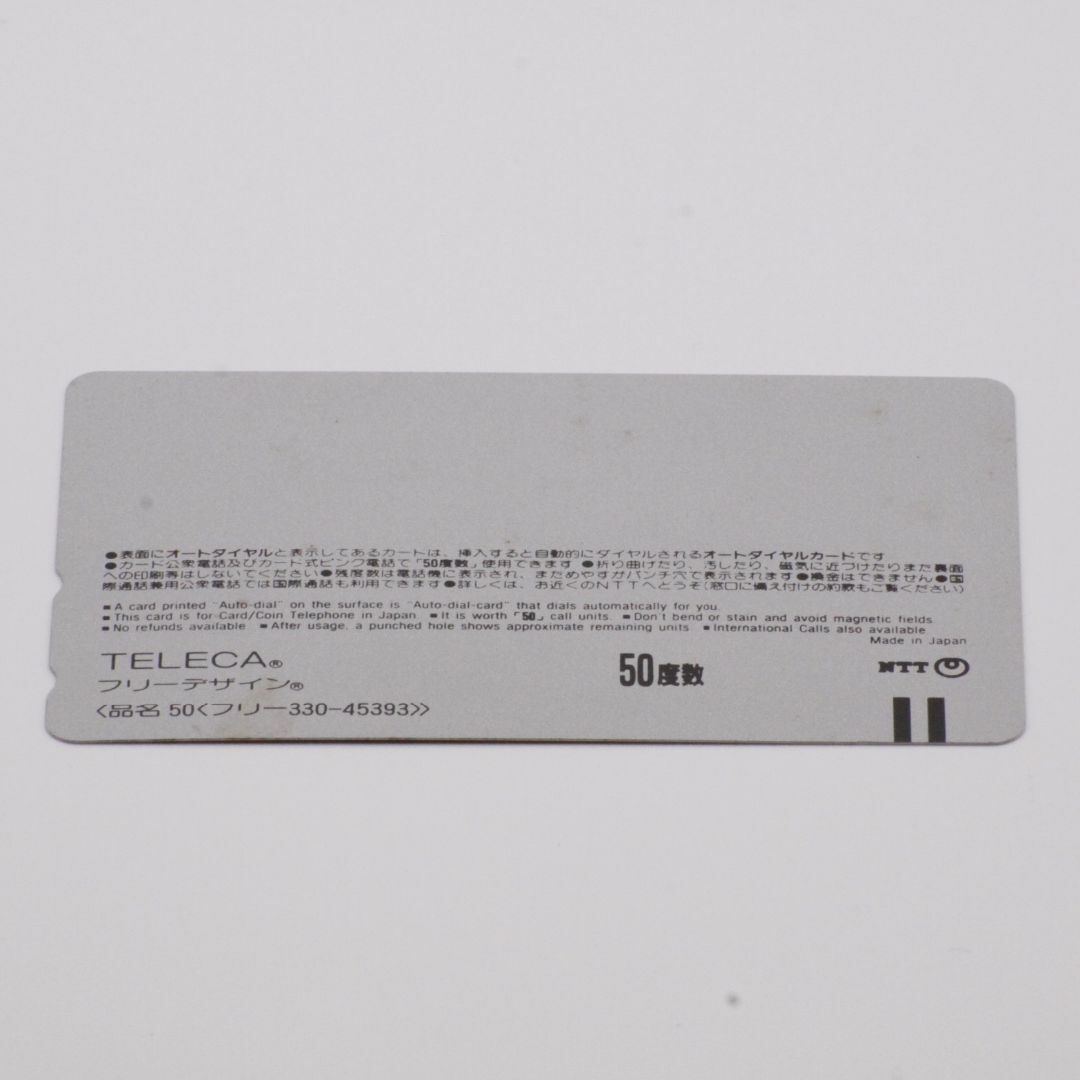 ●表面にオートダイヤルと表示してあるカードは、挿入すると自動的にダイヤルされるオートダイヤルカードです
●カード公衆電話及びカード式ピンク電話で「50度数」使用できます ●折り曲げたり、汚したり、磁気に近づけたりまた裏面
への印刷等はしないでください●残度数は電話機に表示され、まためやすがパンチ穴で表示されます●換金はできません●国
際通話兼用公衆電話では国際通話も利用できます●詳しくは、お近くのNTTへどうぞ(窓口に備え付けの約款もご覧ください)
■A card printed "Auto-dial" on the surface is "Auto-dial-card" that dials automatically for you.
■This card is for Card/Coin Telephone in Japan. ■It is worth「50」call units. ■Don't bend or stain and avoid magnetic fields.
■No refunds available. ■After usage, a punched hole shows approximate remaining units. ■International Calls also available.
Made in Japan
TELECA®
フリーデザイン®
〈品名 50〈フリー330-45393〉〉
50度数
NTT